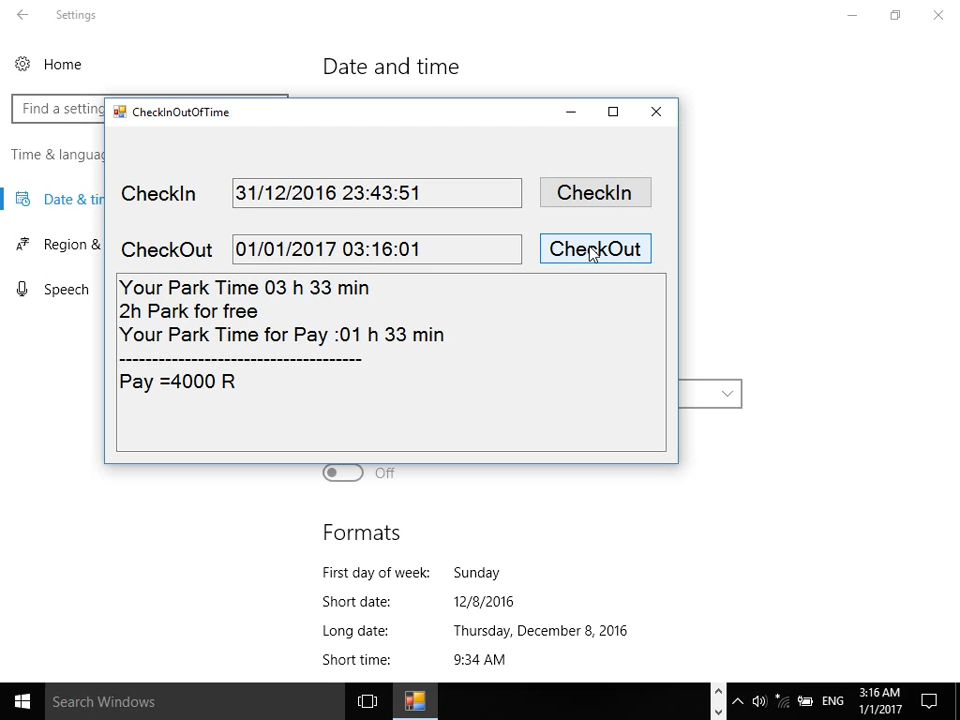 Settings
Home
Date and time
Find a setting
CheckInOutOfTime
Time & languag
CheckIn
31/12/2016 23:43:51
CheckIn
Date & tin
CheckOut
01/01/2017 03:16:01
CheckOut
Region &
Speech
Your Park Time 03 h 33 min
2h Park for free
Your Park Time for Pay :01 h 33 min
-------------------------------------
Pay =4000 R
Off
Formats
First day of week: Sunday
Short date: 12/8/2016
Long date: Thursday, December 8, 2016
Short time: 9:34 AM
Search Windows
ENG
3:16 AM
1/1/2017